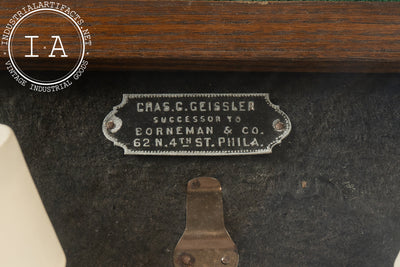 INDUSTRIALARTIFACTS.NET
I·A
VINTAGE INDUSTRIAL GOODS
CHAS. C. GEISSLER
SUCCESSOR TO
BORNEMAN & CO.
62 N. 4TH ST. PHILA.